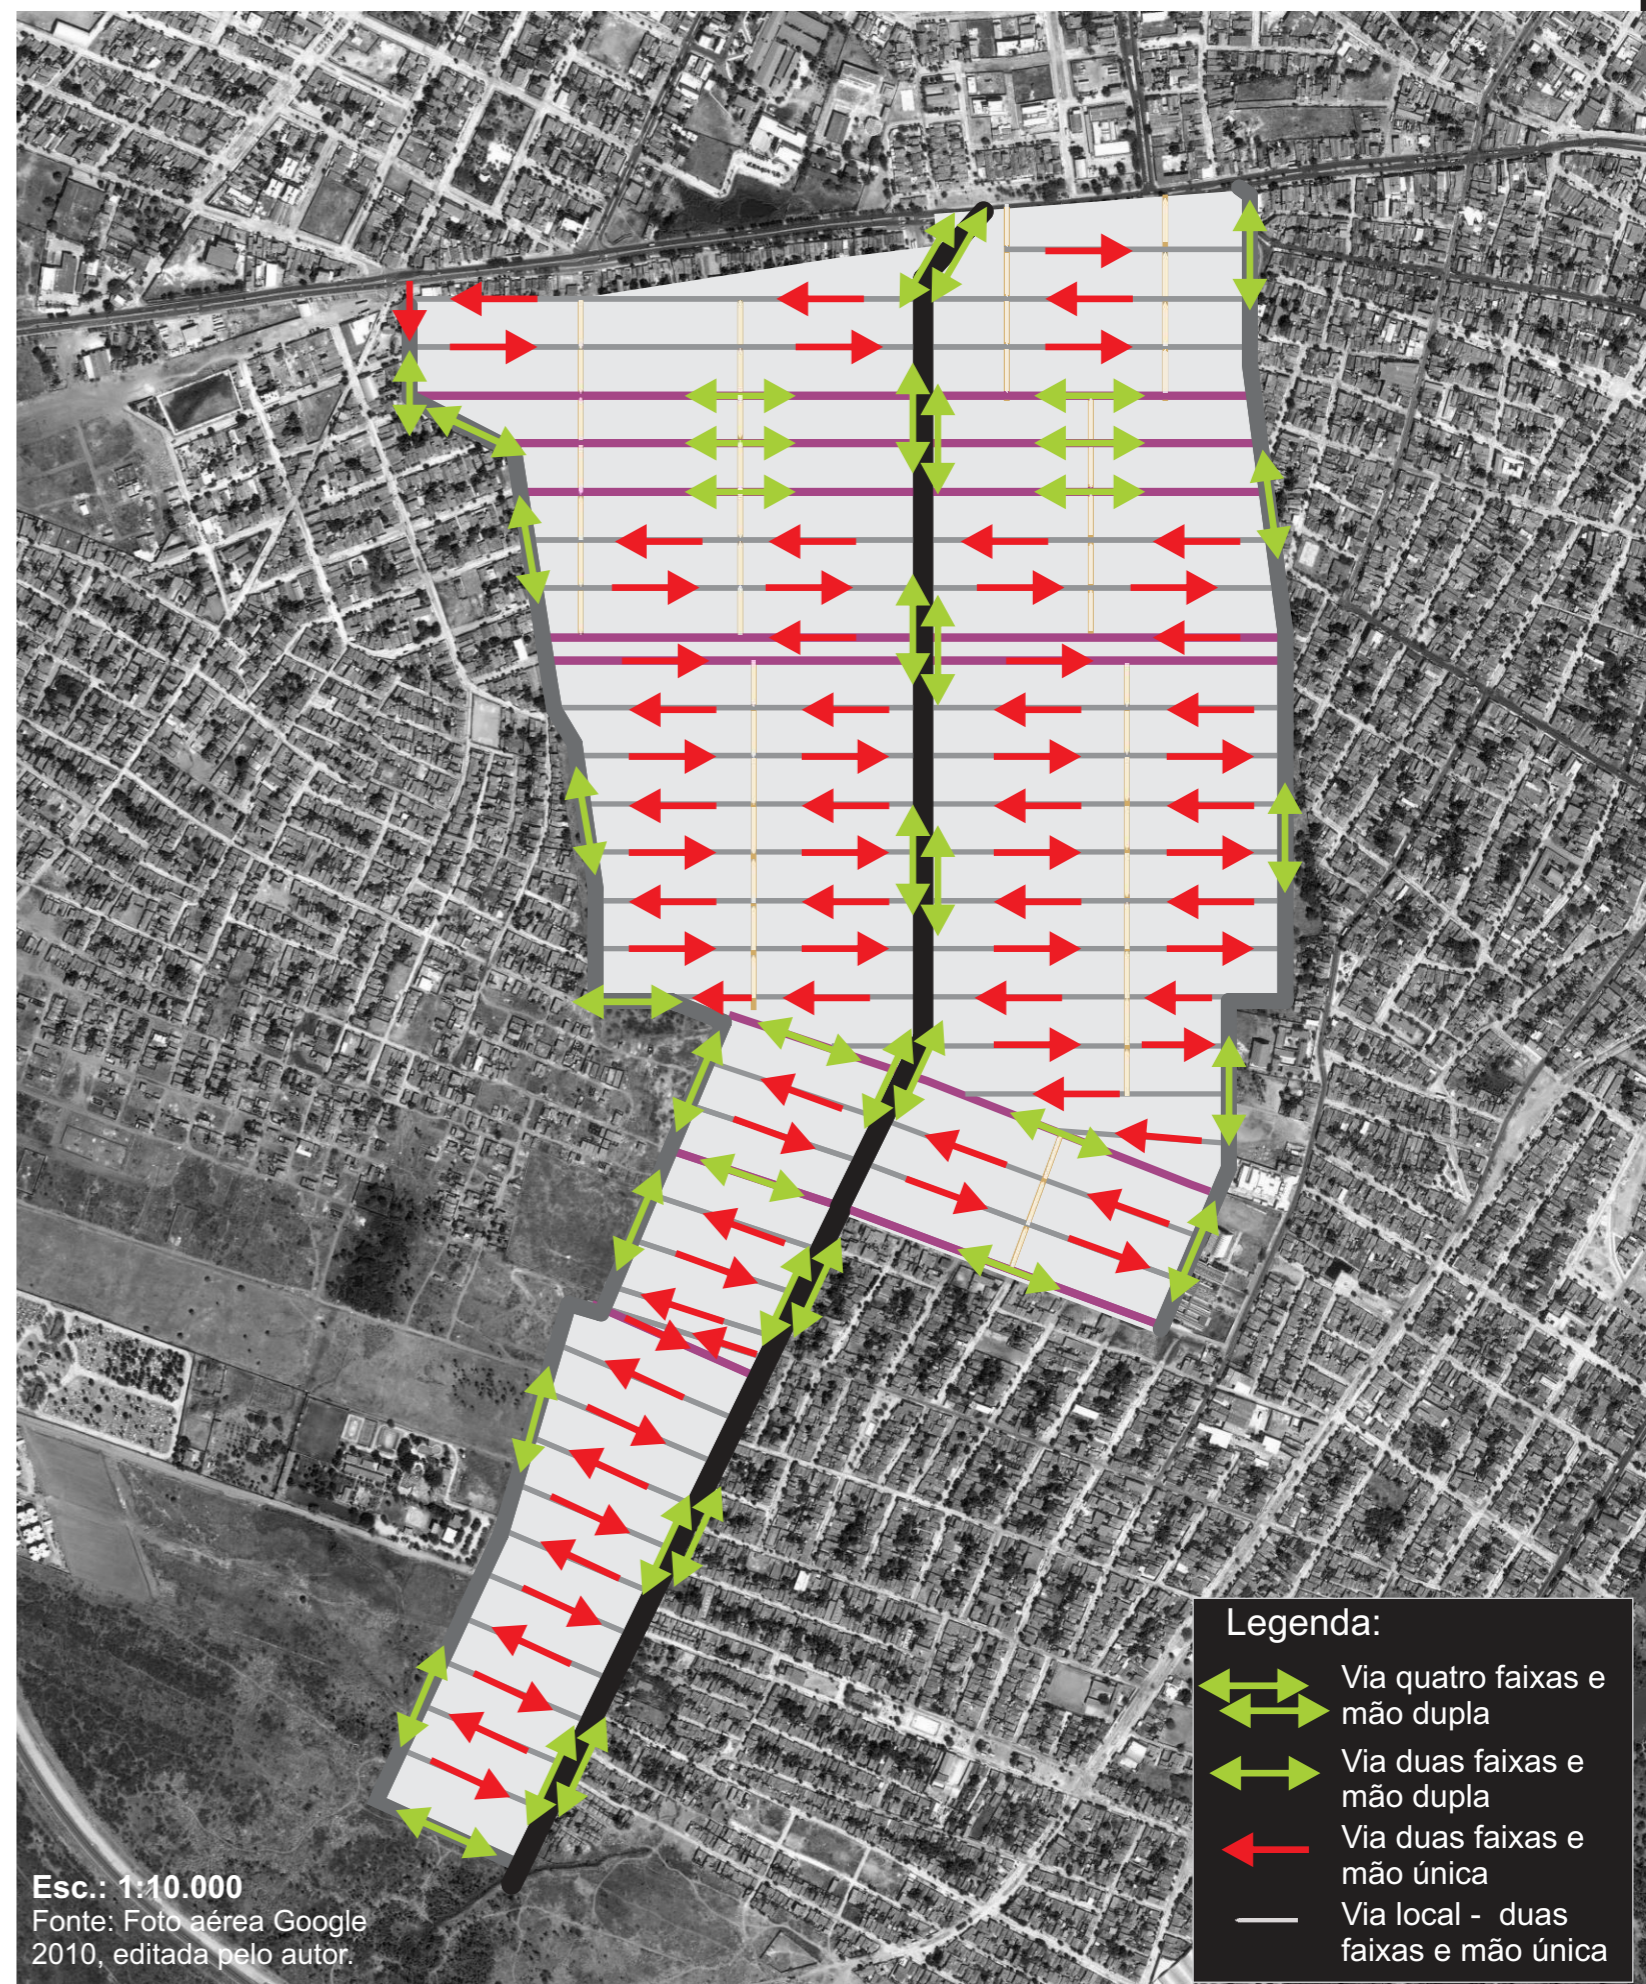 Legenda:
Via quatro faixas e
mão dupla
Via duas faixas e
mão dupla
Via duas faixas e
mão única
Via local -  duas
faixas e mão única
Esc.: 1:10.000
Fonte: Foto aérea Google
2010, editada pelo autor.